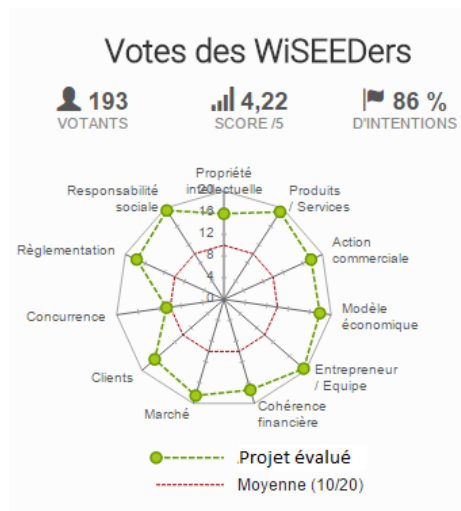 Votes des WiSEEDers
193
VOTANTS
4,22
SCORE /5
86 %
D'INTENTIONS
Propriété
intellectuelle
Responsabilité
sociale
Produits
/ Services
Règlementation
Action
commerciale
Concurrence
Modèle
économique
Clients
Entrepreneur
/ Equipe
Marché
Cohérence
financière
20
16
12
8
4
0
Projet évalué
Moyenne (10/20)